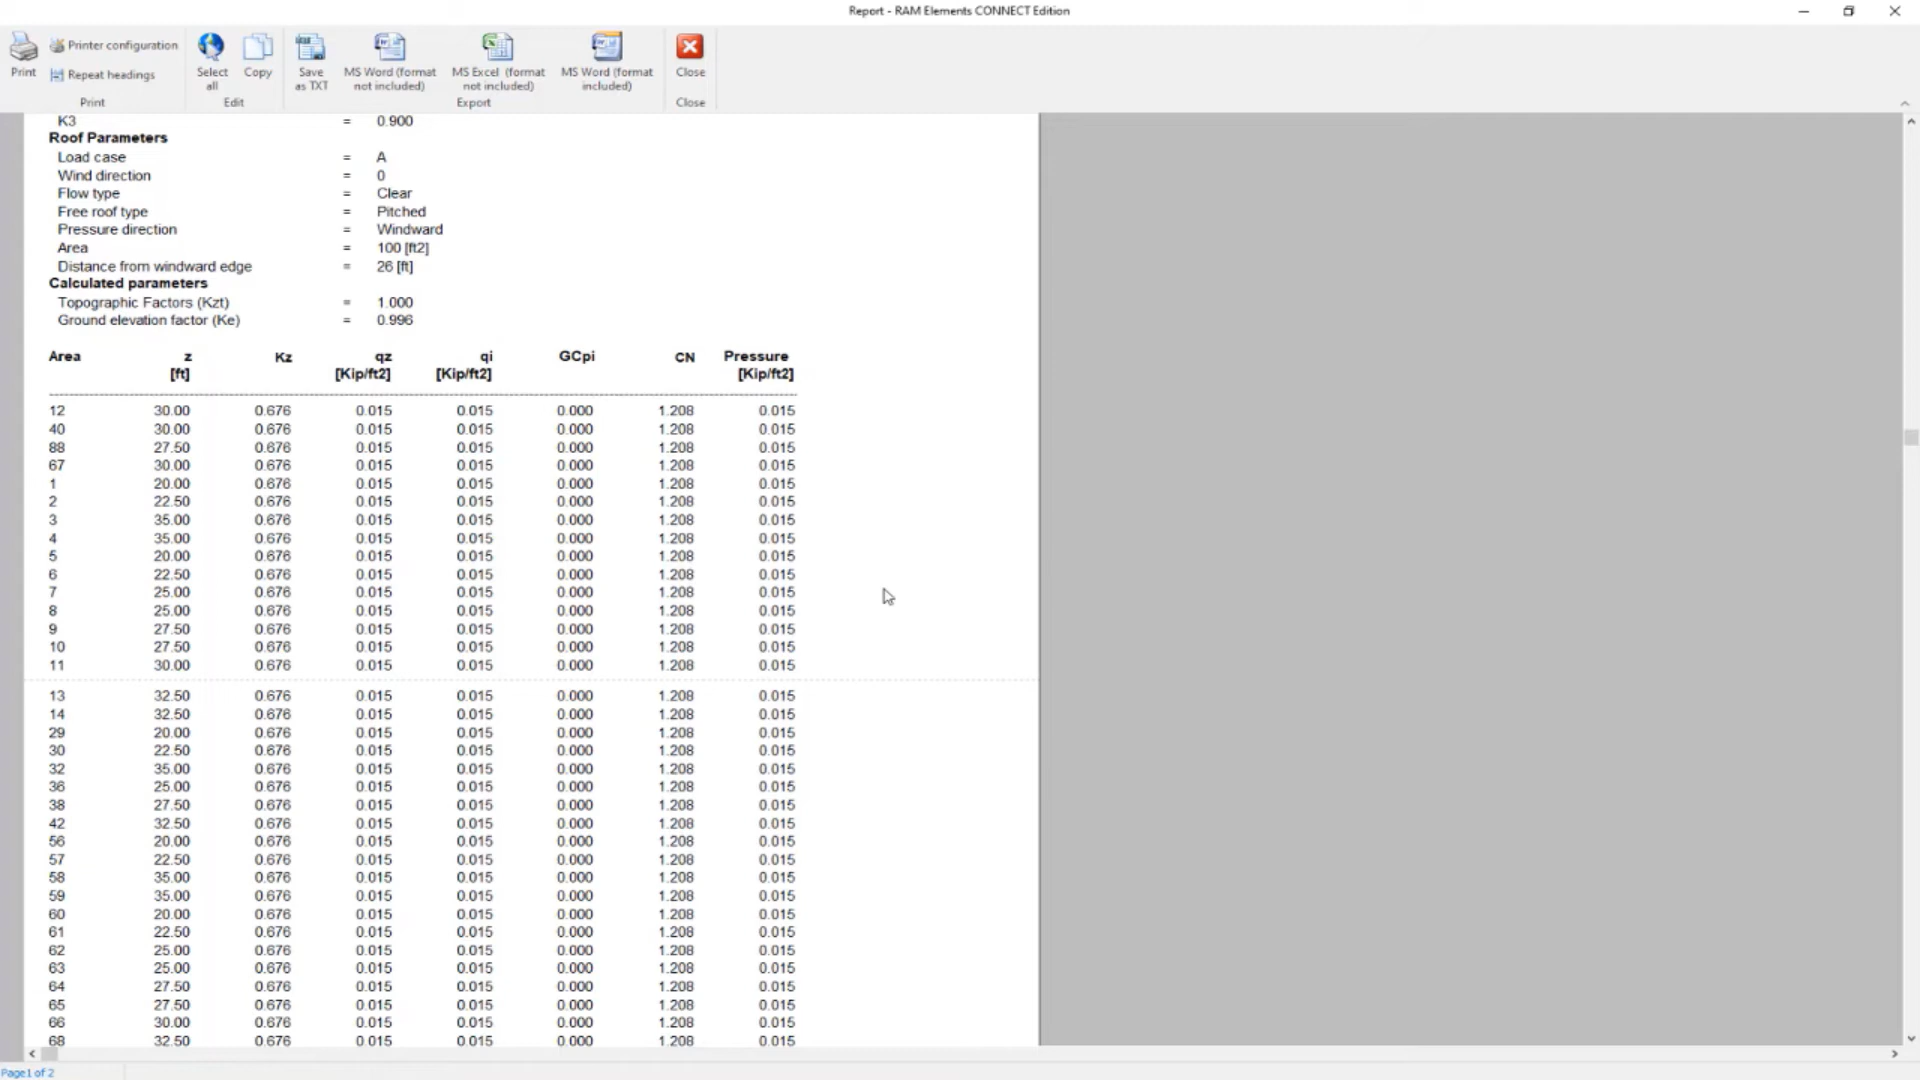 Report - RAM Elements CONNECT Edition
Print
Printer configuration
Repeat headings
Print
Select all
Copy
Edit
Save as TXT
MS Word (format not included)
MS Excel (format not included)
MS Word (format included)
Export
Close
Close
K3 = 0.900
Roof Parameters
Load case = A
Wind direction = 0
Flow type = Clear
Free roof type = Pitched
Pressure direction = Windward
Area = 100 [ft2]
Distance from windward edge = 26 [ft]
Calculated parameters
Topographic Factors (Kzt) = 1.000
Ground elevation factor (Ke) = 0.996
Area z Kz qz qi GCpi CN Pressure
[ft] [Kip/ft2] [Kip/ft2] [Kip/ft2]
12 30.00 0.676 0.015 0.015 0.000 1.208 0.015
40 30.00 0.676 0.015 0.015 0.000 1.208 0.015
88 27.50 0.676 0.015 0.015 0.000 1.208 0.015
67 30.00 0.676 0.015 0.015 0.000 1.208 0.015
1 20.00 0.676 0.015 0.015 0.000 1.208 0.015
2 22.50 0.676 0.015 0.015 0.000 1.208 0.015
3 35.00 0.676 0.015 0.015 0.000 1.208 0.015
4 35.00 0.676 0.015 0.015 0.000 1.208 0.015
5 20.00 0.676 0.015 0.015 0.000 1.208 0.015
6 22.50 0.676 0.015 0.015 0.000 1.208 0.015
7 25.00 0.676 0.015 0.015 0.000 1.208 0.015
8 25.00 0.676 0.015 0.015 0.000 1.208 0.015
9 27.50 0.676 0.015 0.015 0.000 1.208 0.015
10 27.50 0.676 0.015 0.015 0.000 1.208 0.015
11 30.00 0.676 0.015 0.015 0.000 1.208 0.015
13 32.50 0.676 0.015 0.015 0.000 1.208 0.015
14 32.50 0.676 0.015 0.015 0.000 1.208 0.015
29 20.00 0.676 0.015 0.015 0.000 1.208 0.015
30 22.50 0.676 0.015 0.015 0.000 1.208 0.015
32 35.00 0.676 0.015 0.015 0.000 1.208 0.015
36 25.00 0.676 0.015 0.015 0.000 1.208 0.015
38 27.50 0.676 0.015 0.015 0.000 1.208 0.015
42 32.50 0.676 0.015 0.015 0.000 1.208 0.015
56 20.00 0.676 0.015 0.015 0.000 1.208 0.015
57 22.50 0.676 0.015 0.015 0.000 1.208 0.015
58 35.00 0.676 0.015 0.015 0.000 1.208 0.015
59 35.00 0.676 0.015 0.015 0.000 1.208 0.015
60 20.00 0.676 0.015 0.015 0.000 1.208 0.015
61 22.50 0.676 0.015 0.015 0.000 1.208 0.015
62 25.00 0.676 0.015 0.015 0.000 1.208 0.015
63 25.00 0.676 0.015 0.015 0.000 1.208 0.015
64 27.50 0.676 0.015 0.015 0.000 1.208 0.015
65 27.50 0.676 0.015 0.015 0.000 1.208 0.015
66 30.00 0.676 0.015 0.015 0.000 1.208 0.015
68 32.50 0.676 0.015 0.015 0.000 1.208 0.015
Page1 of 2